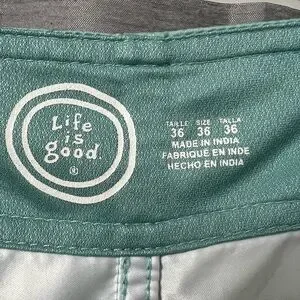 Life
is
good.
®
TAILLE SIZE TALLA
36 36 36
MADE IN INDIA
FABRIQUÉ EN INDE
HECHO EN INDIA